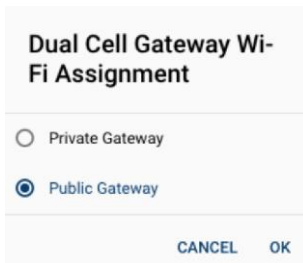 Dual Cell Gateway Wi-
Fi Assignment
Private Gateway
Public Gateway
CANCEL OK